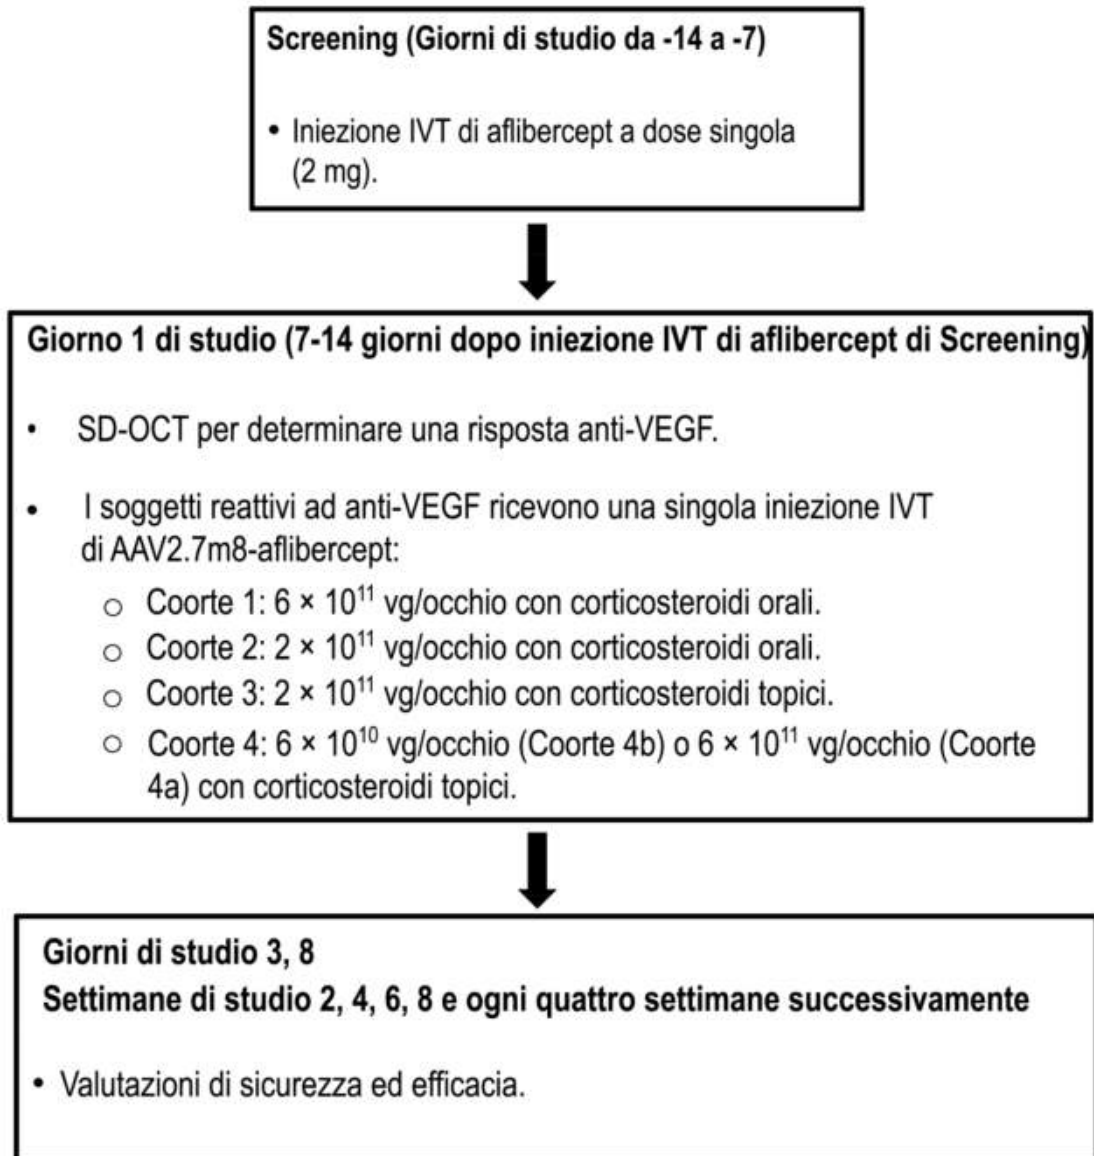 Screening (Giorni di studio da -14 a -7)
• Iniezione IVT di aflibercept a dose singola
(2 mg).
Giorno 1 di studio (7-14 giorni dopo iniezione IVT di aflibercept di Screening)
• SD-OCT per determinare una risposta anti-VEGF.
• I soggetti reattivi ad anti-VEGF ricevono una singola iniezione IVT
di AAV2.7m8-aflibercept:
○ Coorte 1: 6 × 10¹¹ vg/occhio con corticosteroidi orali.
○ Coorte 2: 2 × 10¹¹ vg/occhio con corticosteroidi orali.
○ Coorte 3: 2 × 10¹¹ vg/occhio con corticosteroidi topici.
○ Coorte 4: 6 × 10¹⁰ vg/occhio (Coorte 4b) o 6 × 10¹¹ vg/occhio (Coorte
4a) con corticosteroidi topici.
Giorni di studio 3, 8
Settimane di studio 2, 4, 6, 8 e ogni quattro settimane successivamente
• Valutazioni di sicurezza ed efficacia.